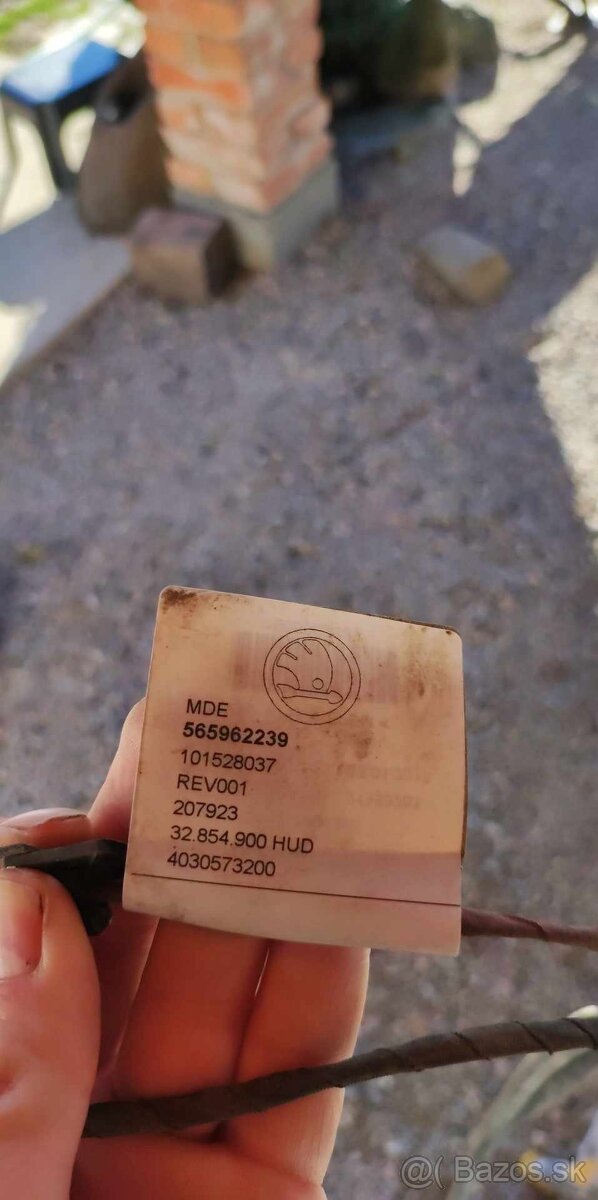 MDE
565962239
101528037
REV001
207923
32.854.900 HUD
4030573200
@( Bazos.sk